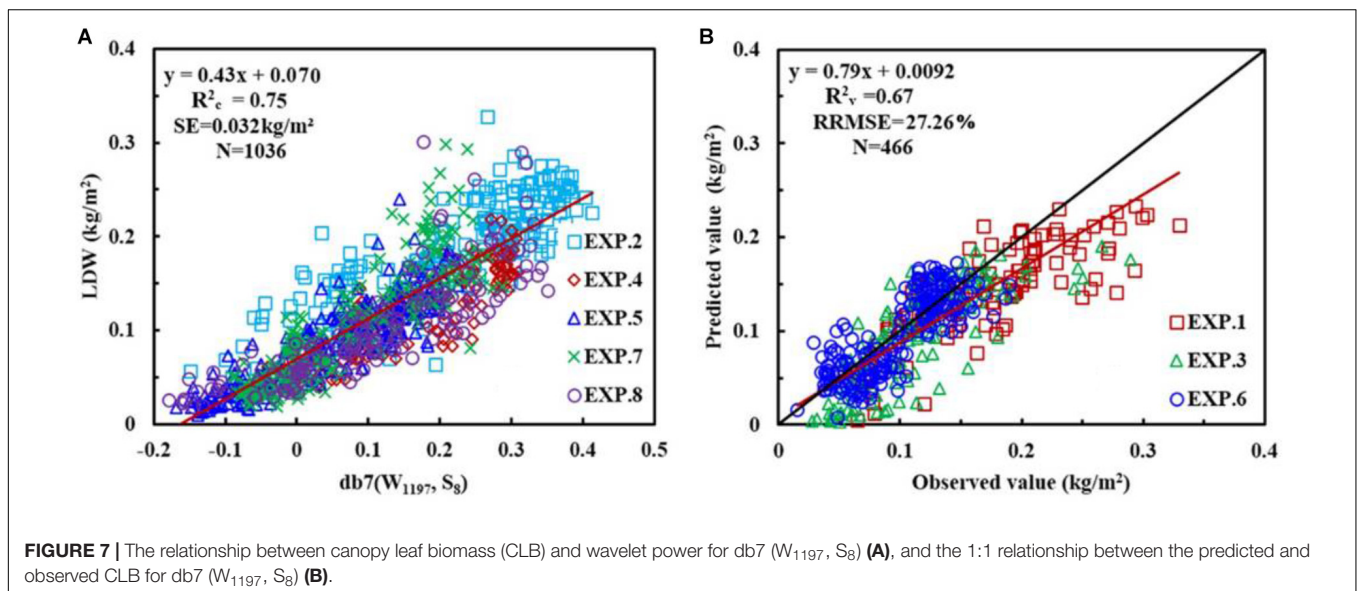 A
y = 0.43x + 0.070
R²c = 0.75
SE=0.032kg/m²
N=1036
LDW (kg/m²)
0.4
0.3
0.2
0.1
0
-0.2 -0.1 0 0.1 0.2 0.3 0.4 0.5
db7(W₁₁₉₇, S₈)
EXP.2
EXP.4
EXP.5
EXP.7
EXP.8
B
y = 0.79x + 0.0092
R²v =0.67
RRMSE=27.26%
N=466
Predicted value (kg/m²)
0.4
0.3
0.2
0.1
0
0 0.1 0.2 0.3 0.4
Observed value (kg/m²)
EXP.1
EXP.3
EXP.6
FIGURE 7 | The relationship between canopy leaf biomass (CLB) and wavelet power for db7 (W₁₁₉₇, S₈) (A), and the 1:1 relationship between the predicted and
observed CLB for db7 (W₁₁₉₇, S₈) (B).